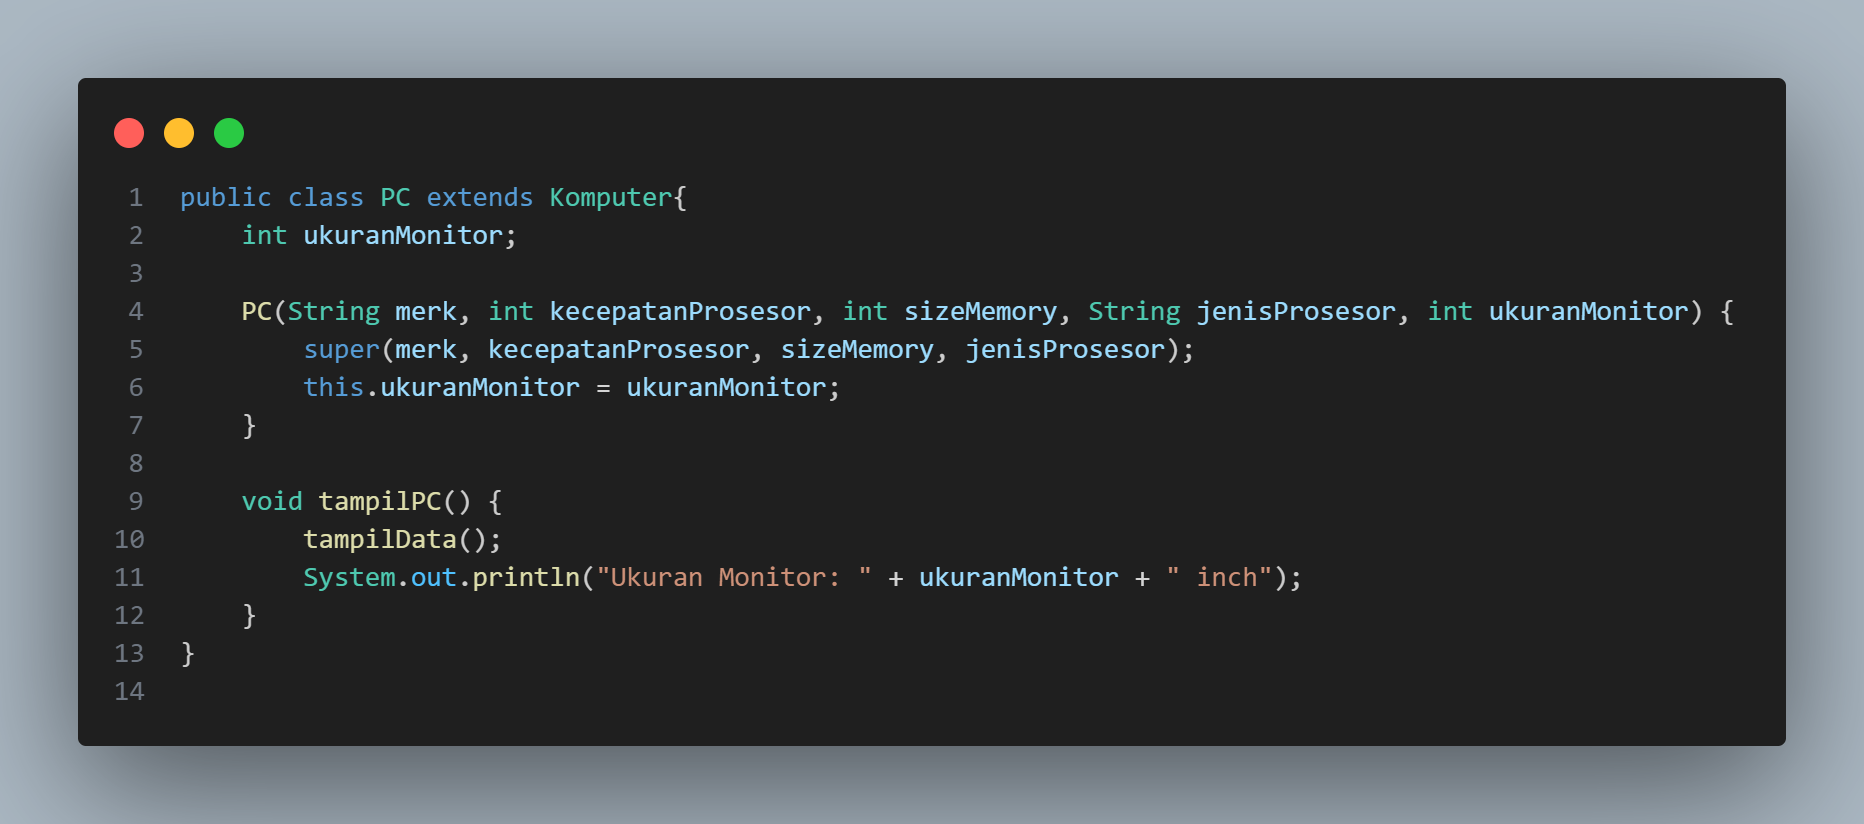 1 public class PC extends Komputer{
2     int ukuranMonitor;
3
4     PC(String merk, int kecepatanProsesor, int sizeMemory, String jenisProsesor, int ukuranMonitor) {
5         super(merk, kecepatanProsesor, sizeMemory, jenisProsesor);
6         this.ukuranMonitor = ukuranMonitor;
7     }
8
9     void tampilPC() {
10         tampilData();
11         System.out.println("Ukuran Monitor: " + ukuranMonitor + " inch");
12     }
13 }
14